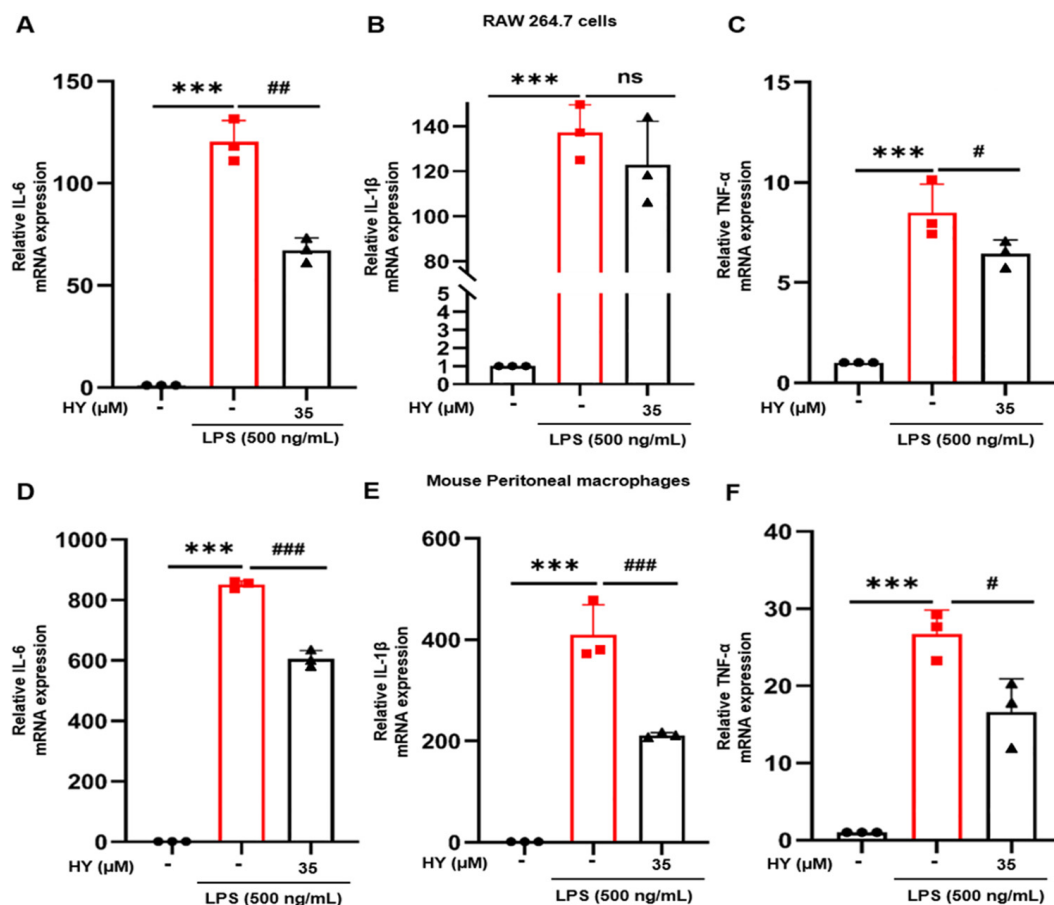 RAW 264.7 cells
A
Relative IL-6
mRNA expression
150
100
50
0
***
##
HY (µM)
-
-
35
LPS (500 ng/mL)
B
Relative IL-1β
mRNA expression
140
120
100
80
5
4
3
2
1
0
***
ns
HY (µM)
-
-
35
LPS (500 ng/mL)
C
Relative TNF-α
mRNA expression
15
10
5
0
***
#
HY (µM)
-
-
35
LPS (500 ng/mL)
Mouse Peritoneal macrophages
D
Relative IL-6
mRNA expression
1000
800
600
400
200
0
***
###
HY (µM)
-
-
35
LPS (500 ng/mL)
E
Relative IL-1β
mRNA expression
600
400
200
0
***
###
HY (µM)
-
-
35
LPS (500 ng/mL)
F
Relative TNF-α
mRNA expression
40
30
20
10
0
***
#
HY (µM)
-
-
35
LPS (500 ng/mL)